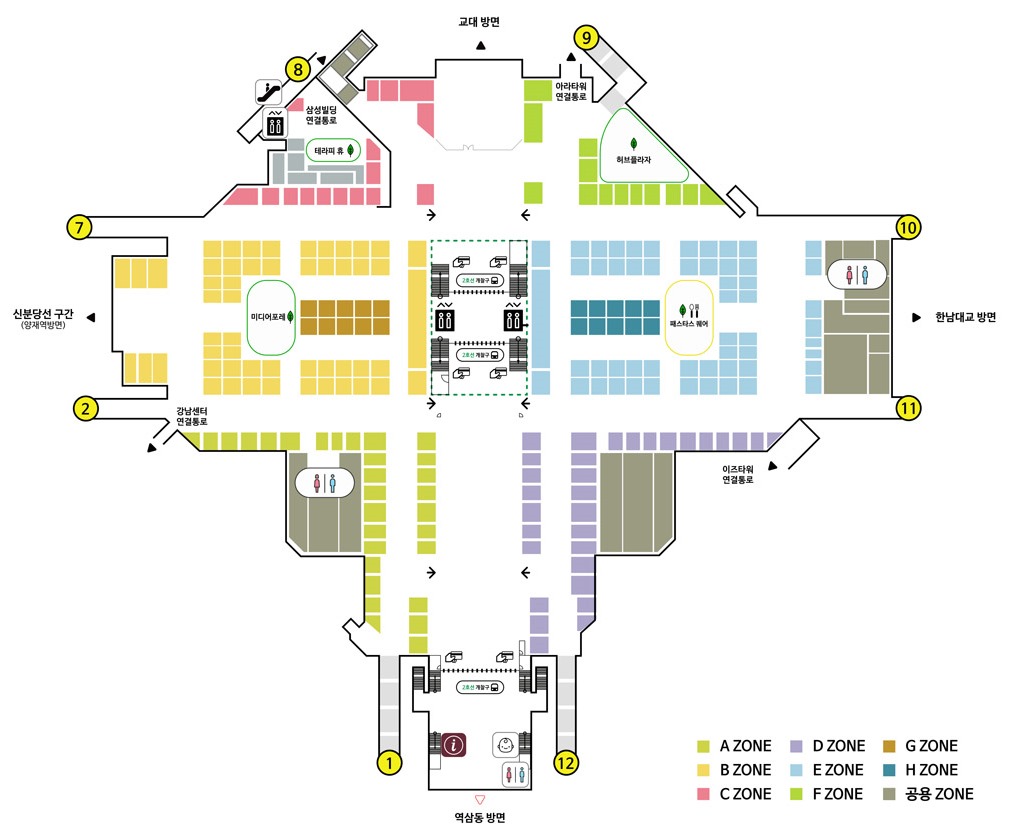 교대 방면
9
8
아라타워
연결통로
삼성빌딩
연결통로
테라피 휴
허브플라자
7
10
2호선 개찰구
미디어포레
패스타스 퀘어
신분당선 구간
(양재역방면)
한남대교 방면
2호선 개찰구
2
강남센터
연결통로
11
이즈타워
연결통로
2호선 개찰구
i
1
12
역삼동 방면
A ZONE
B ZONE
C ZONE
D ZONE
E ZONE
F ZONE
G ZONE
H ZONE
공용 ZONE